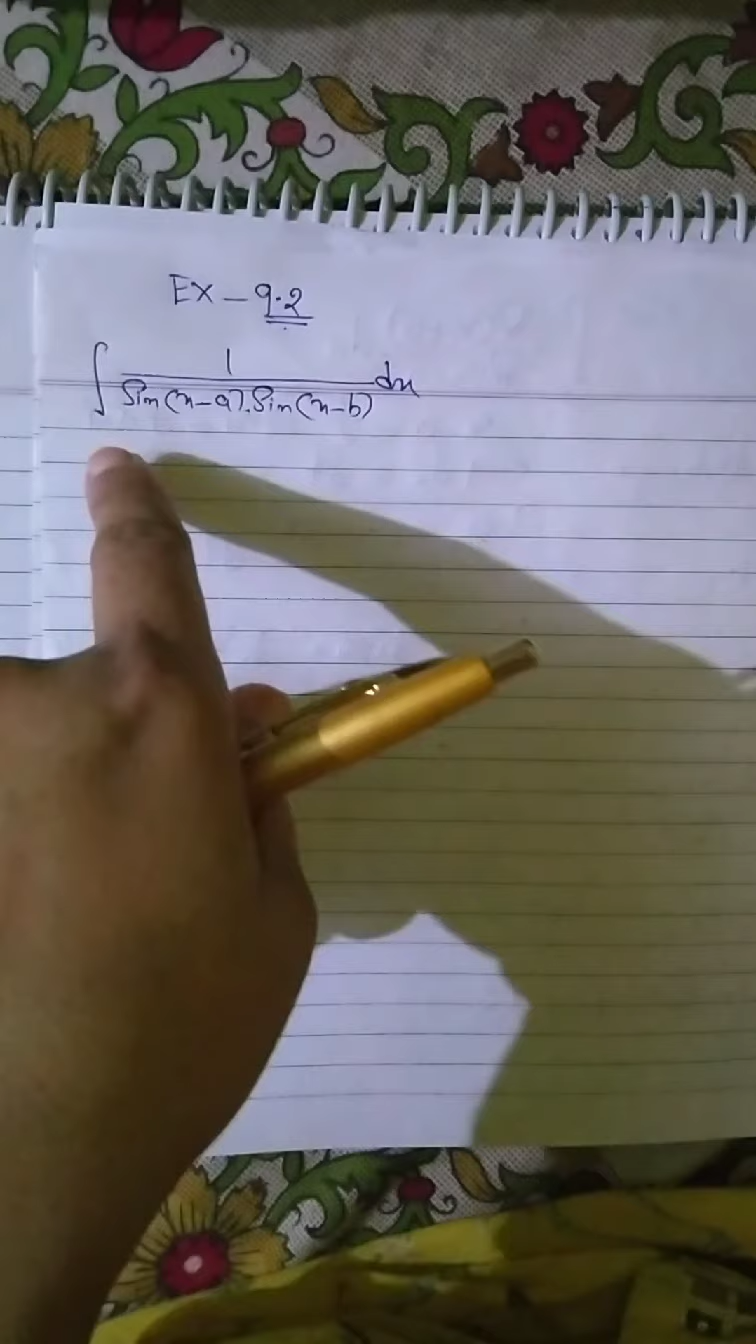 Ex - 9.2
∫ 1 / Sin(x-a).Sin(x-b) dx